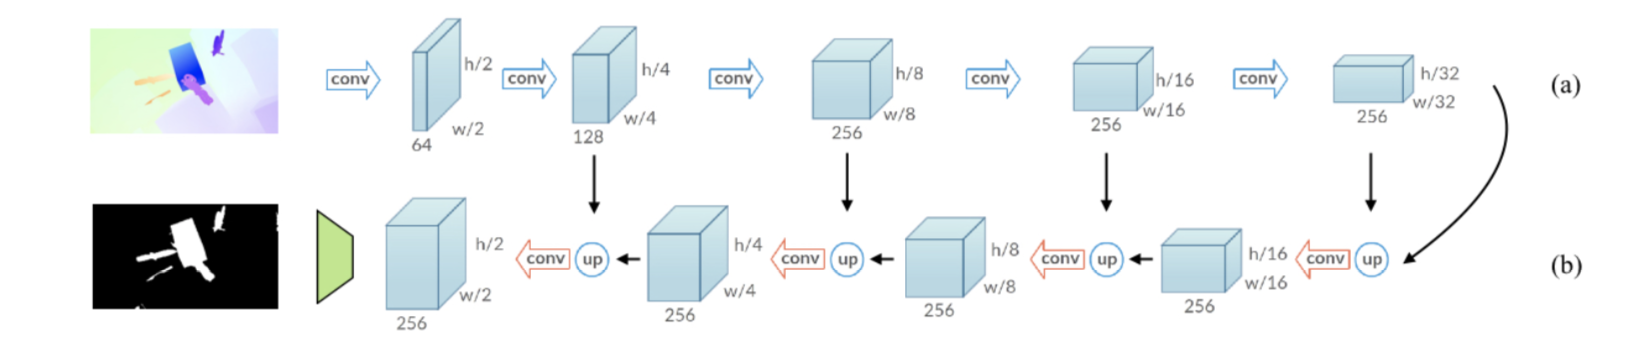 conv
h/2
w/2
64
conv
h/4
w/4
128
conv
h/8
w/8
256
conv
h/16
w/16
256
conv
h/32
w/32
256
(a)
h/2
w/2
256
conv
up
h/4
w/4
256
conv
up
h/8
w/8
256
conv
up
h/16
w/16
256
conv
up
(b)